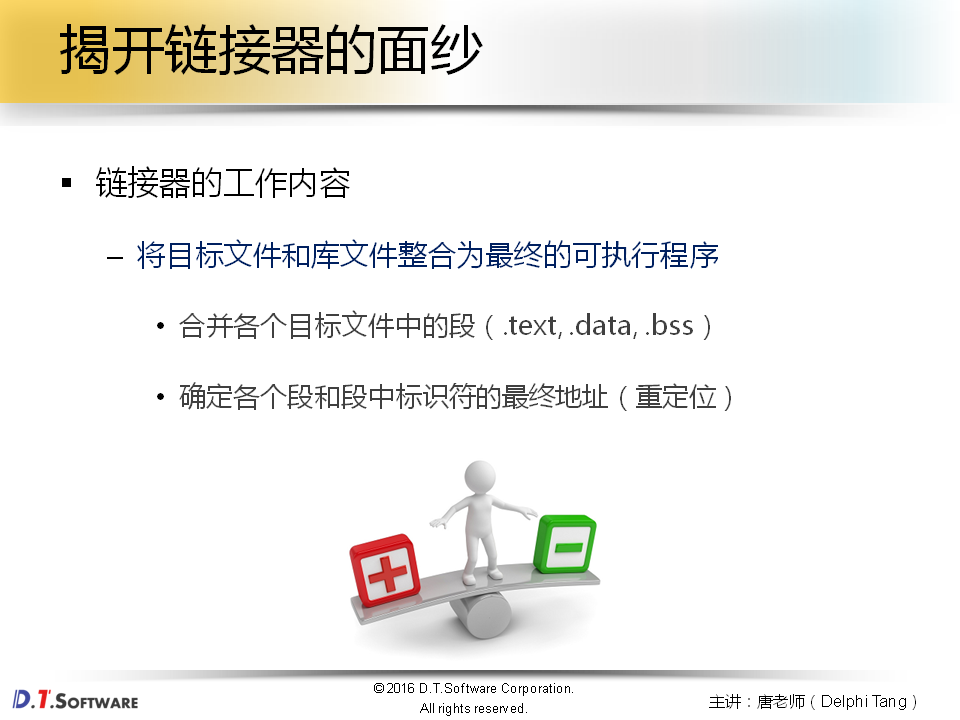 揭开链接器的面纱
▪ 链接器的工作内容
– 将目标文件和库文件整合为最终的可执行程序
• 合并各个目标文件中的段（.text, .data, .bss）
• 确定各个段和段中标识符的最终地址（重定位）
D.T.SOFTWARE
©2016 D.T.Software Corporation.
All rights reserved.
主讲：唐老师（Delphi Tang）